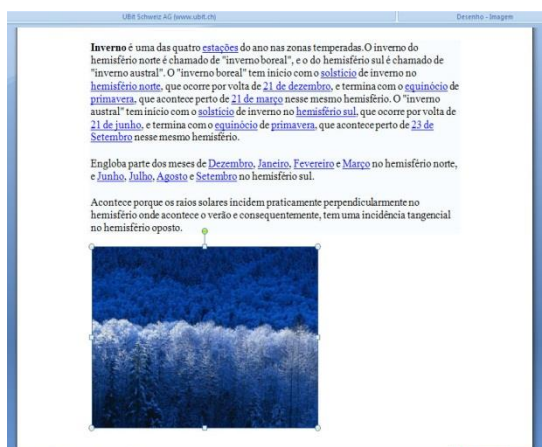 UBit Schweiz AG (www.ubit.ch)
Desenho - Imagem
Inverno é uma das quatro estações do ano nas zonas temperadas.O inverno do
hemisfério norte é chamado de "inverno boreal", e o do hemisfério sul é chamado de
"inverno austral". O "inverno boreal" tem início com o solstício de inverno no
hemisfério norte, que ocorre por volta de 21 de dezembro, e termina com o equinócio de
primavera, que acontece perto de 21 de março nesse mesmo hemisfério. O "inverno
austral" tem início com o solstício de inverno no hemisfério sul, que ocorre por volta de
21 de junho, e termina com o equinócio de primavera, que acontece perto de 23 de
Setembro nesse mesmo hemisfério.
Engloba parte dos meses de Dezembro, Janeiro, Fevereiro e Março no hemisfério norte,
e Junho, Julho, Agosto e Setembro no hemisfério sul.
Acontece porque os raios solares incidem praticamente perpendicularmente no
hemisfério onde acontece o verão e consequentemente, tem uma incidência tangencial
no hemisfério oposto.